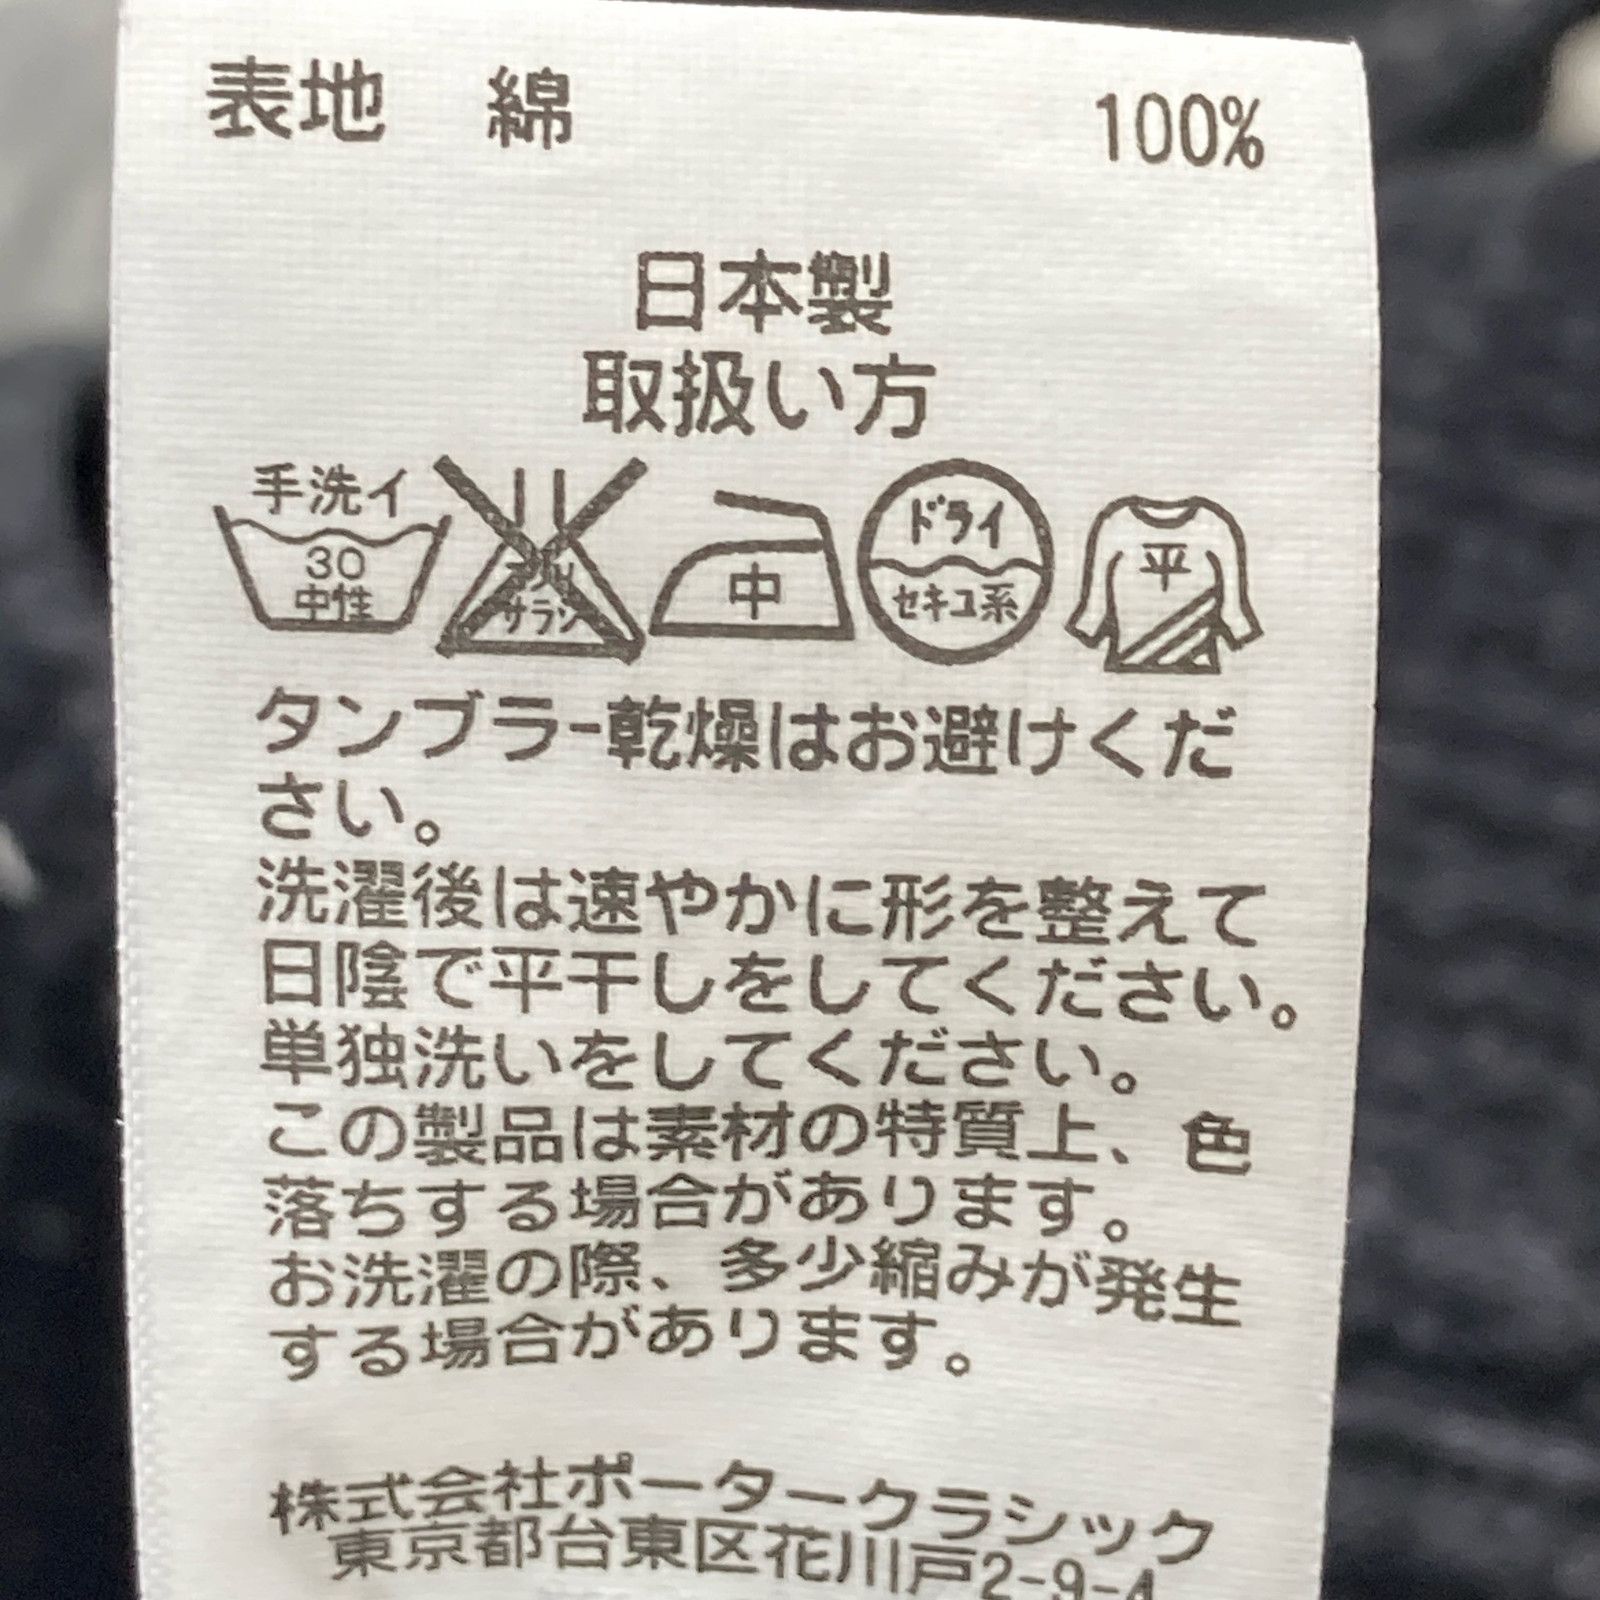 表地 綿 100%
日本製
取扱い方
手洗イ
30
中性
エンソ
サラシ
中
ドライ
セキユ系
平
タンブラー乾燥はお避けくだ
さい。
洗濯後は速やかに形を整えて
日陰で平干しをしてください。
単独洗いをしてください。
この製品は素材の特質上、色
落ちする場合があります。
お洗濯の際、多少縮みが発生
する場合があります。
株式会社ポータークラシック
東京都台東区花川戸2-9-4